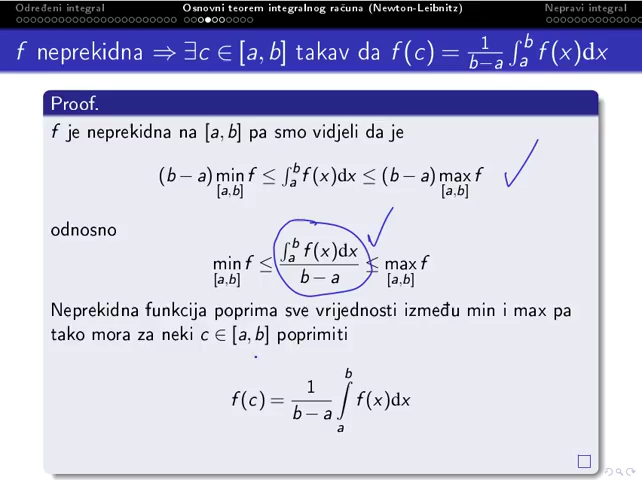 Određeni integral Osnovni teorem integralnog računa (Newton-Leibnitz) Nepravi integral
f neprekidna ⇒ ∃c ∈ [a, b] takav da f(c) = 1/(b−a) ∫_a^b f(x)dx
Proof.
f je neprekidna na [a, b] pa smo vidjeli da je
(b − a) min_[a,b] f ≤ ∫_a^b f(x)dx ≤ (b − a) max_[a,b] f
odnosno
min_[a,b] f ≤ (∫_a^b f(x)dx)/(b − a) ≤ max_[a,b] f
Neprekidna funkcija poprima sve vrijednosti između min i max pa
tako mora za neki c ∈ [a, b] poprimiti
f(c) = 1/(b − a) ∫_a^b f(x)dx